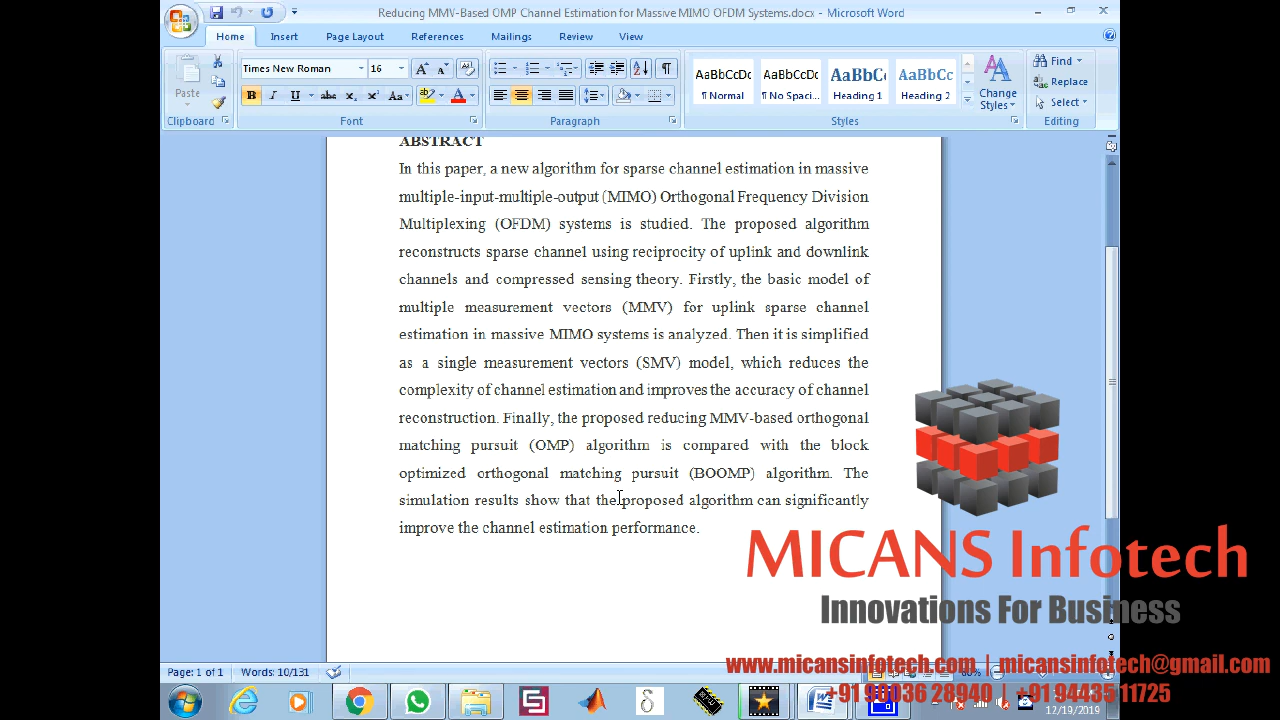 Reducing MMV-Based OMP Channel Estimation Massive MIMO OFDM Systems.docx - Microsoft Word
Home Insert Page Layout References Mailings Review View
Paste
Times New Roman 16
AaBbCcDc AaBbCcDc AaBbC AaBbCc
¶ Normal ¶ No Spaci... Heading 1 Heading 2
Change Styles
Find
Replace
Select
Clipboard Font Paragraph Styles Editing
ABSTRACT
In this paper, a new algorithm for sparse channel estimation in massive
multiple-input-multiple-output (MIMO) Orthogonal Frequency Division
Multiplexing (OFDM) systems is studied. The proposed algorithm
reconstructs sparse channel using reciprocity of uplink and downlink
channels and compressed sensing theory. Firstly, the basic model of
multiple measurement vectors (MMV) for uplink sparse channel
estimation in massive MIMO systems is analyzed. Then it is simplified
as a single measurement vectors (SMV) model, which reduces the
complexity of channel estimation and improves the accuracy of channel
reconstruction. Finally, the proposed reducing MMV-based orthogonal
matching pursuit (OMP) algorithm is compared with the block
optimized orthogonal matching pursuit (BOOMP) algorithm. The
simulation results show that the proposed algorithm can significantly
improve the channel estimation performance.
MICANS Infotech
Innovations For Business
www.micansinfotech.com | micansinfotech@gmail.com
+91 90036 28940 | +91 94435 11725
Page: 1 of 1 Words: 10/131
12/19/2019